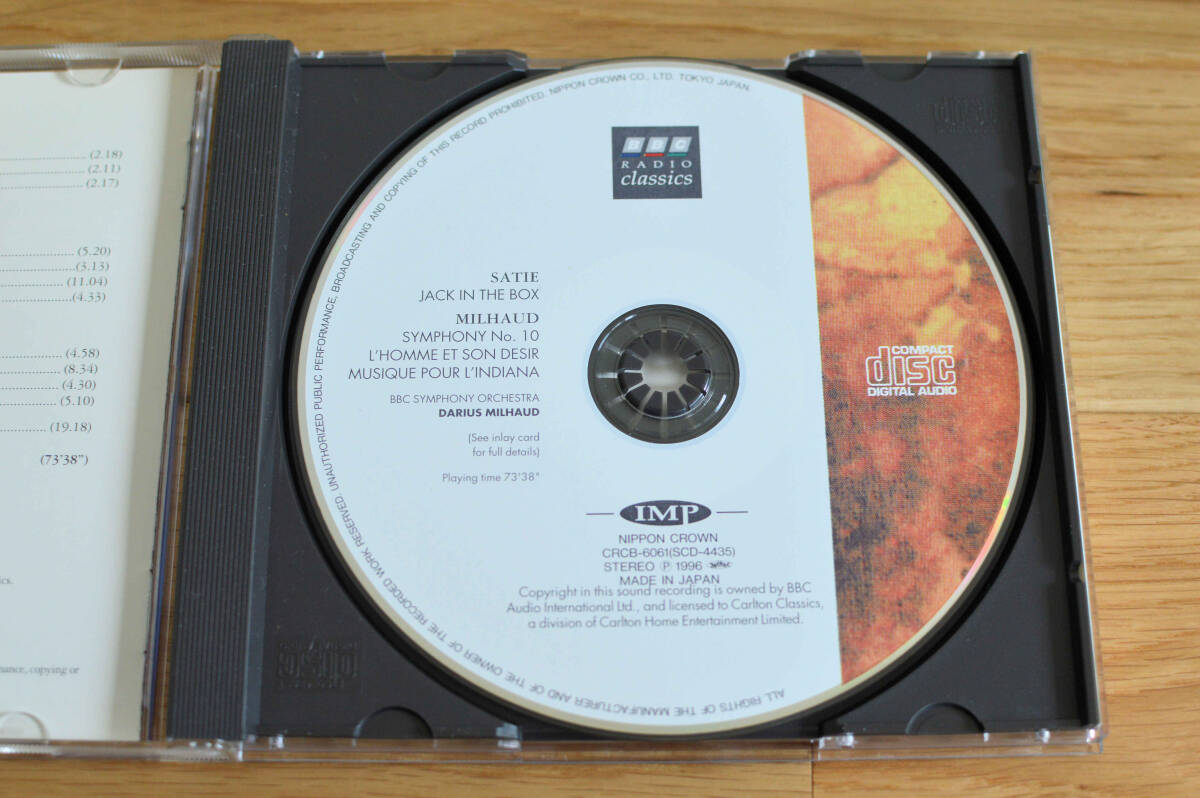 (2.18)
(2.11)
(2.17)
(5.20)
(3.13)
(11.04)
(4.33)
(4.58)
(8.34)
(4.30)
(5.10)
(19.18)
(73'38")
nance, copying or
BBC
RADIO
classics
SATIE
JACK IN THE BOX
MILHAUD
SYMPHONY No. 10
L'HOMME ET SON DESIR
MUSIQUE POUR L'INDIANA
BBC SYMPHONY ORCHESTRA
DARIUS MILHAUD
(See inlay card
for full details)
Playing time 73'38"
COMPACT
disc
DIGITAL AUDIO
IMP
NIPPON CROWN
CRCB-6061(SCD-4435)
STEREO Ⓟ 1996
MADE IN JAPAN
Copyright in this sound recording is owned by BBC
Audio International Ltd., and licensed to Carlton Classics,
a division of Carlton Home Entertainment Limited.
ALL RIGHTS OF THE MANUFACTURER AND OF THE OWNER OF THE RECORDED WORK RESERVED. UNAUTHORIZED PUBLIC PERFORMANCE, BROADCASTING AND COPYING OF THIS RECORD PROHIBITED. NIPPON CROWN CO., LTD. TOKYO JAPAN.